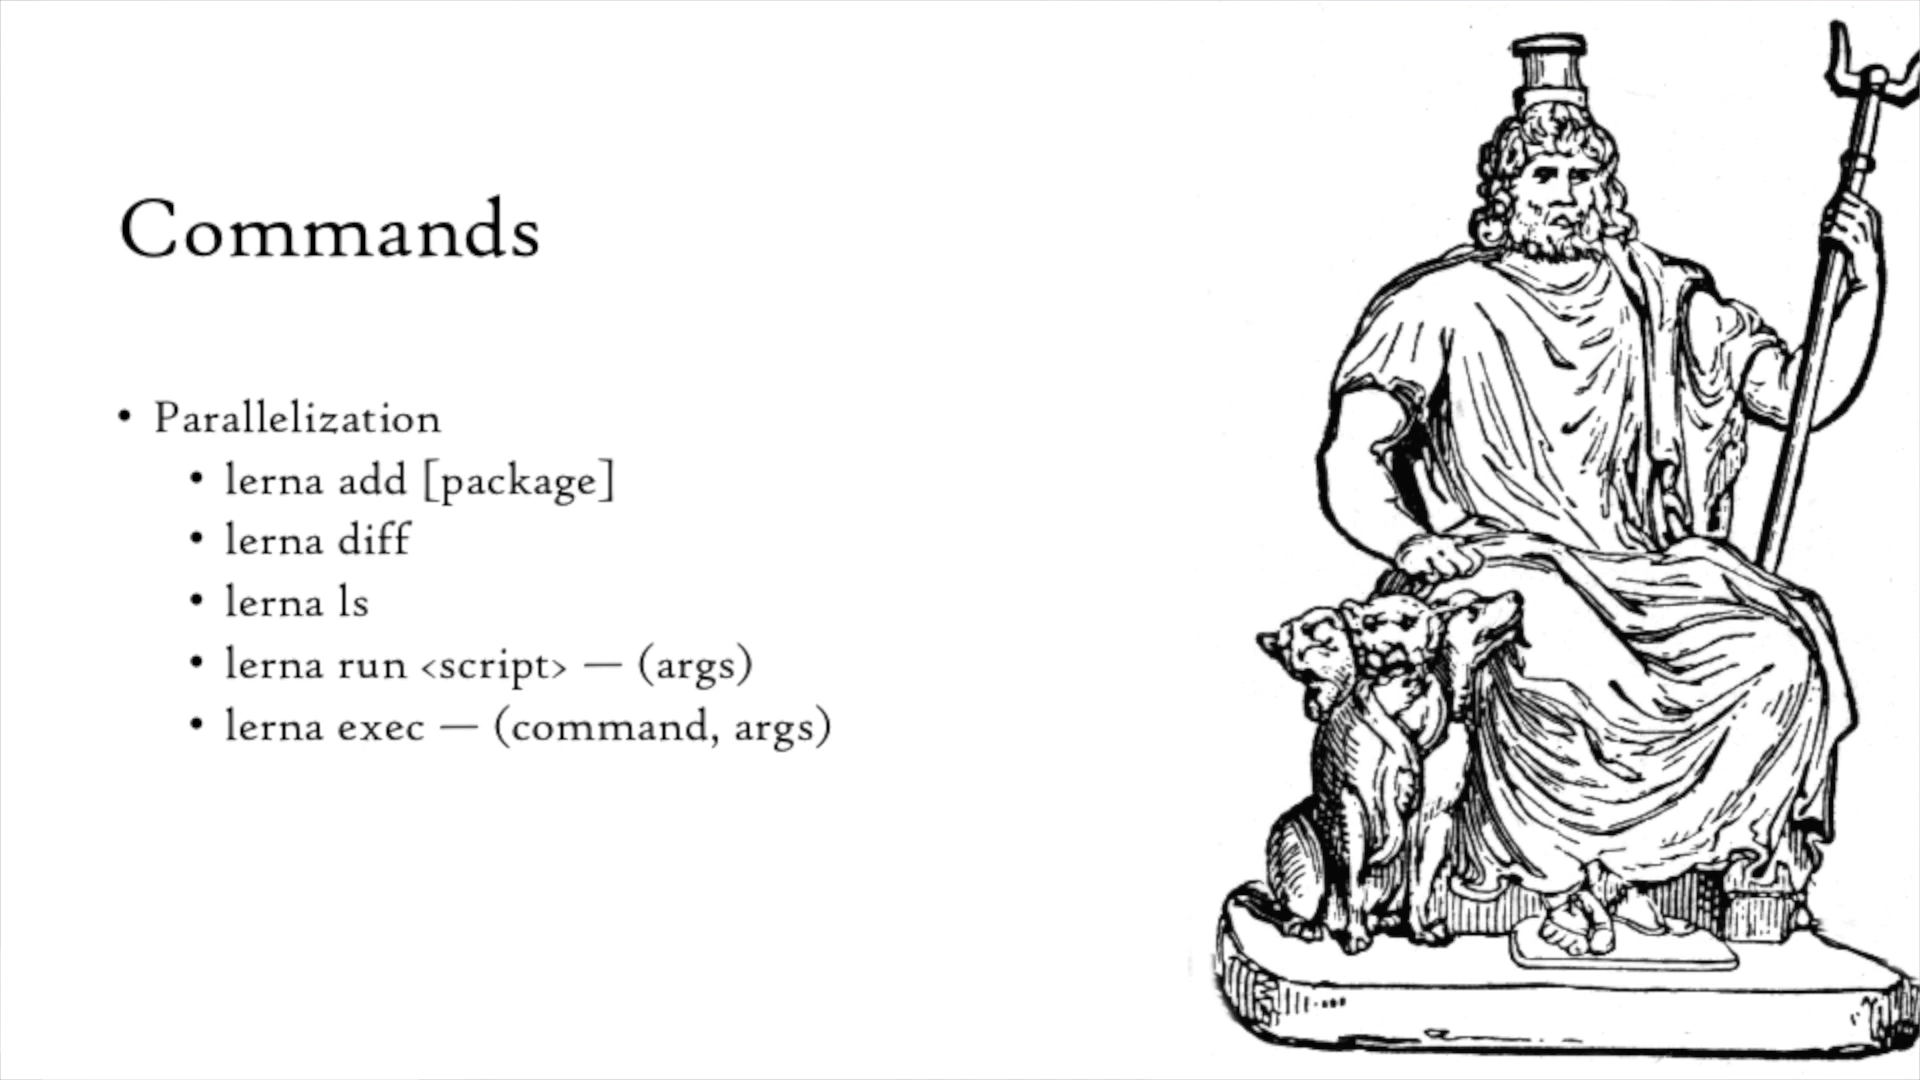 Commands
• Parallelization
• lerna add [package]
• lerna diff
• lerna ls
• lerna run <script> — (args)
• lerna exec — (command, args)